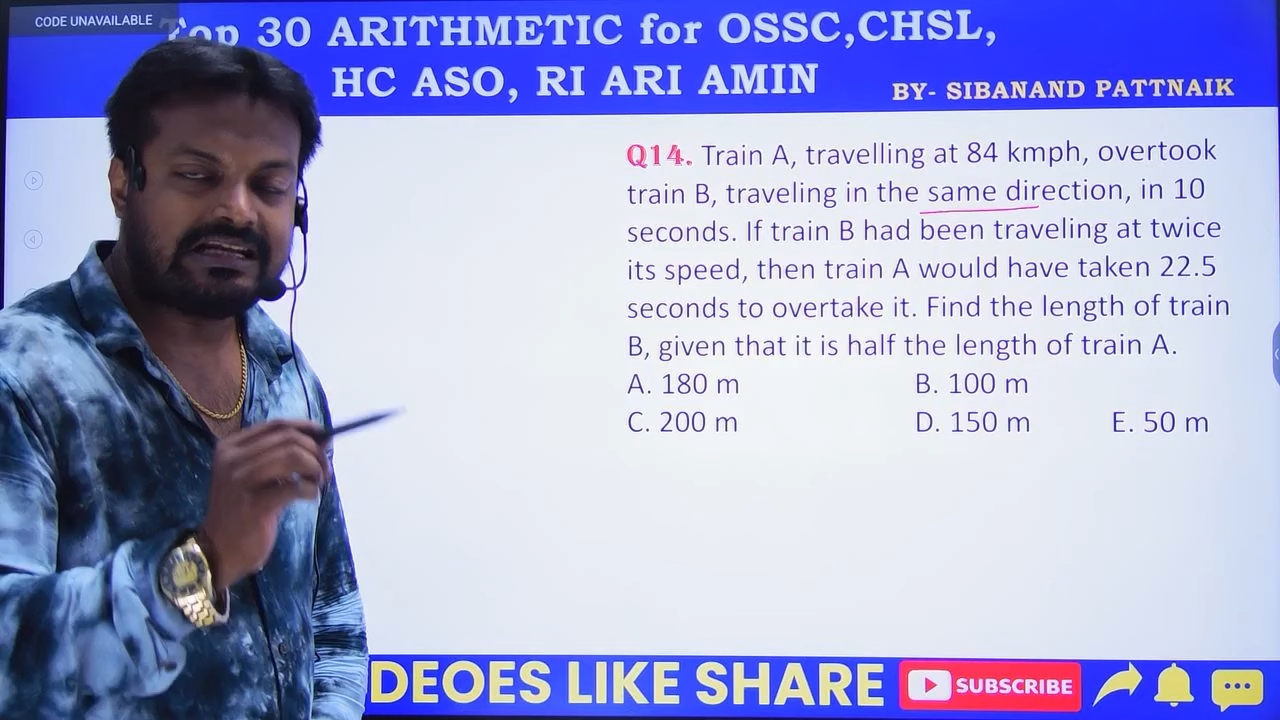 CODE UNAVAILABLE
Top 30 ARITHMETIC for OSSC,CHSL,
HC ASO, RI ARI AMIN
BY- SIBANAND PATTNAIK
Q14. Train A, travelling at 84 kmph, overtook
train B, traveling in the same direction, in 10
seconds. If train B had been traveling at twice
its speed, then train A would have taken 22.5
seconds to overtake it. Find the length of train
B, given that it is half the length of train A.
A. 180 m B. 100 m
C. 200 m D. 150 m E. 50 m
DEOES LIKE SHARE
SUBSCRIBE